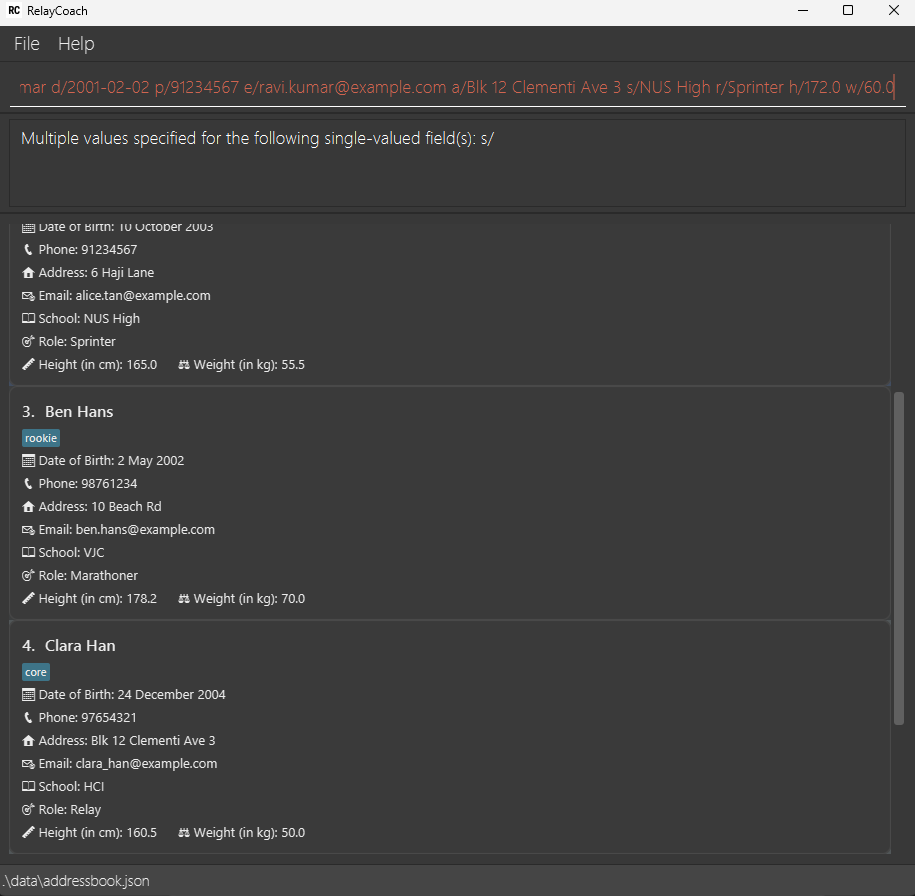 RC RelayCoach
File Help
mar d/2001-02-02 p/91234567 e/ravi.kumar@example.com a/Blk 12 Clementi Ave 3 s/NUS High r/Sprinter h/172.0 w/60.0
Multiple values specified for the following single-valued field(s): s/
Date of Birth: 10 October 2003
Phone: 91234567
Address: 6 Haji Lane
Email: alice.tan@example.com
School: NUS High
Role: Sprinter
Height (in cm): 165.0 Weight (in kg): 55.5
3. Ben Hans
rookie
Date of Birth: 2 May 2002
Phone: 98761234
Address: 10 Beach Rd
Email: ben.hans@example.com
School: VJC
Role: Marathoner
Height (in cm): 178.2 Weight (in kg): 70.0
4. Clara Han
core
Date of Birth: 24 December 2004
Phone: 97654321
Address: Blk 12 Clementi Ave 3
Email: clara_han@example.com
School: HCI
Role: Relay
Height (in cm): 160.5 Weight (in kg): 50.0
.\data\addressbook.json